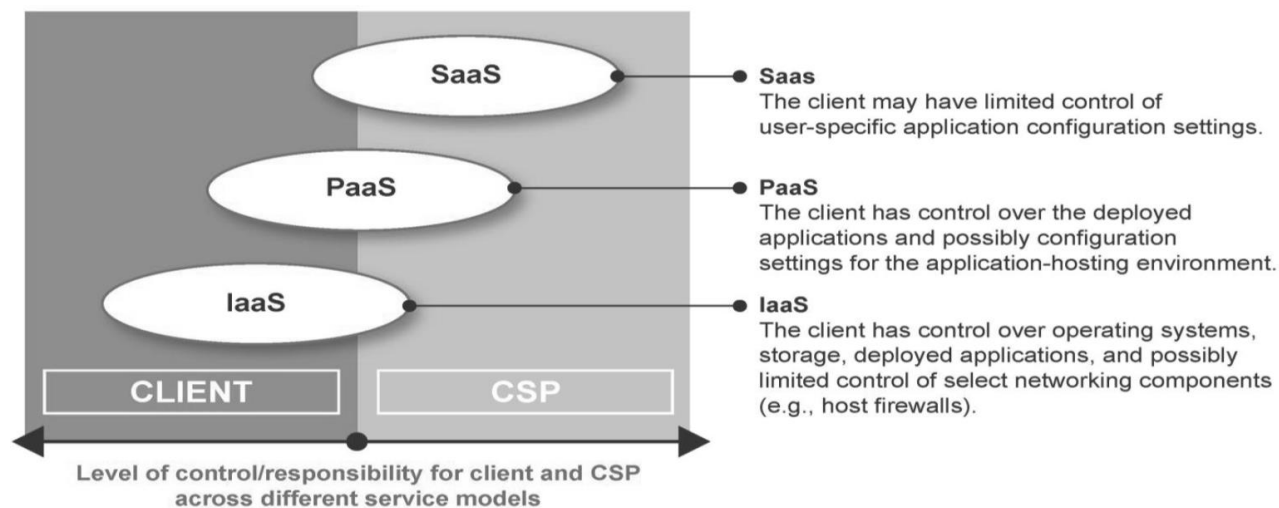 SaaS
Saas
The client may have limited control of
user-specific application configuration settings.
PaaS
PaaS
The client has control over the deployed
applications and possibly configuration
settings for the application-hosting environment.
IaaS
IaaS
The client has control over operating systems,
storage, deployed applications, and possibly
limited control of select networking components
(e.g., host firewalls).
CLIENT
CSP
Level of control/responsibility for client and CSP
across different service models